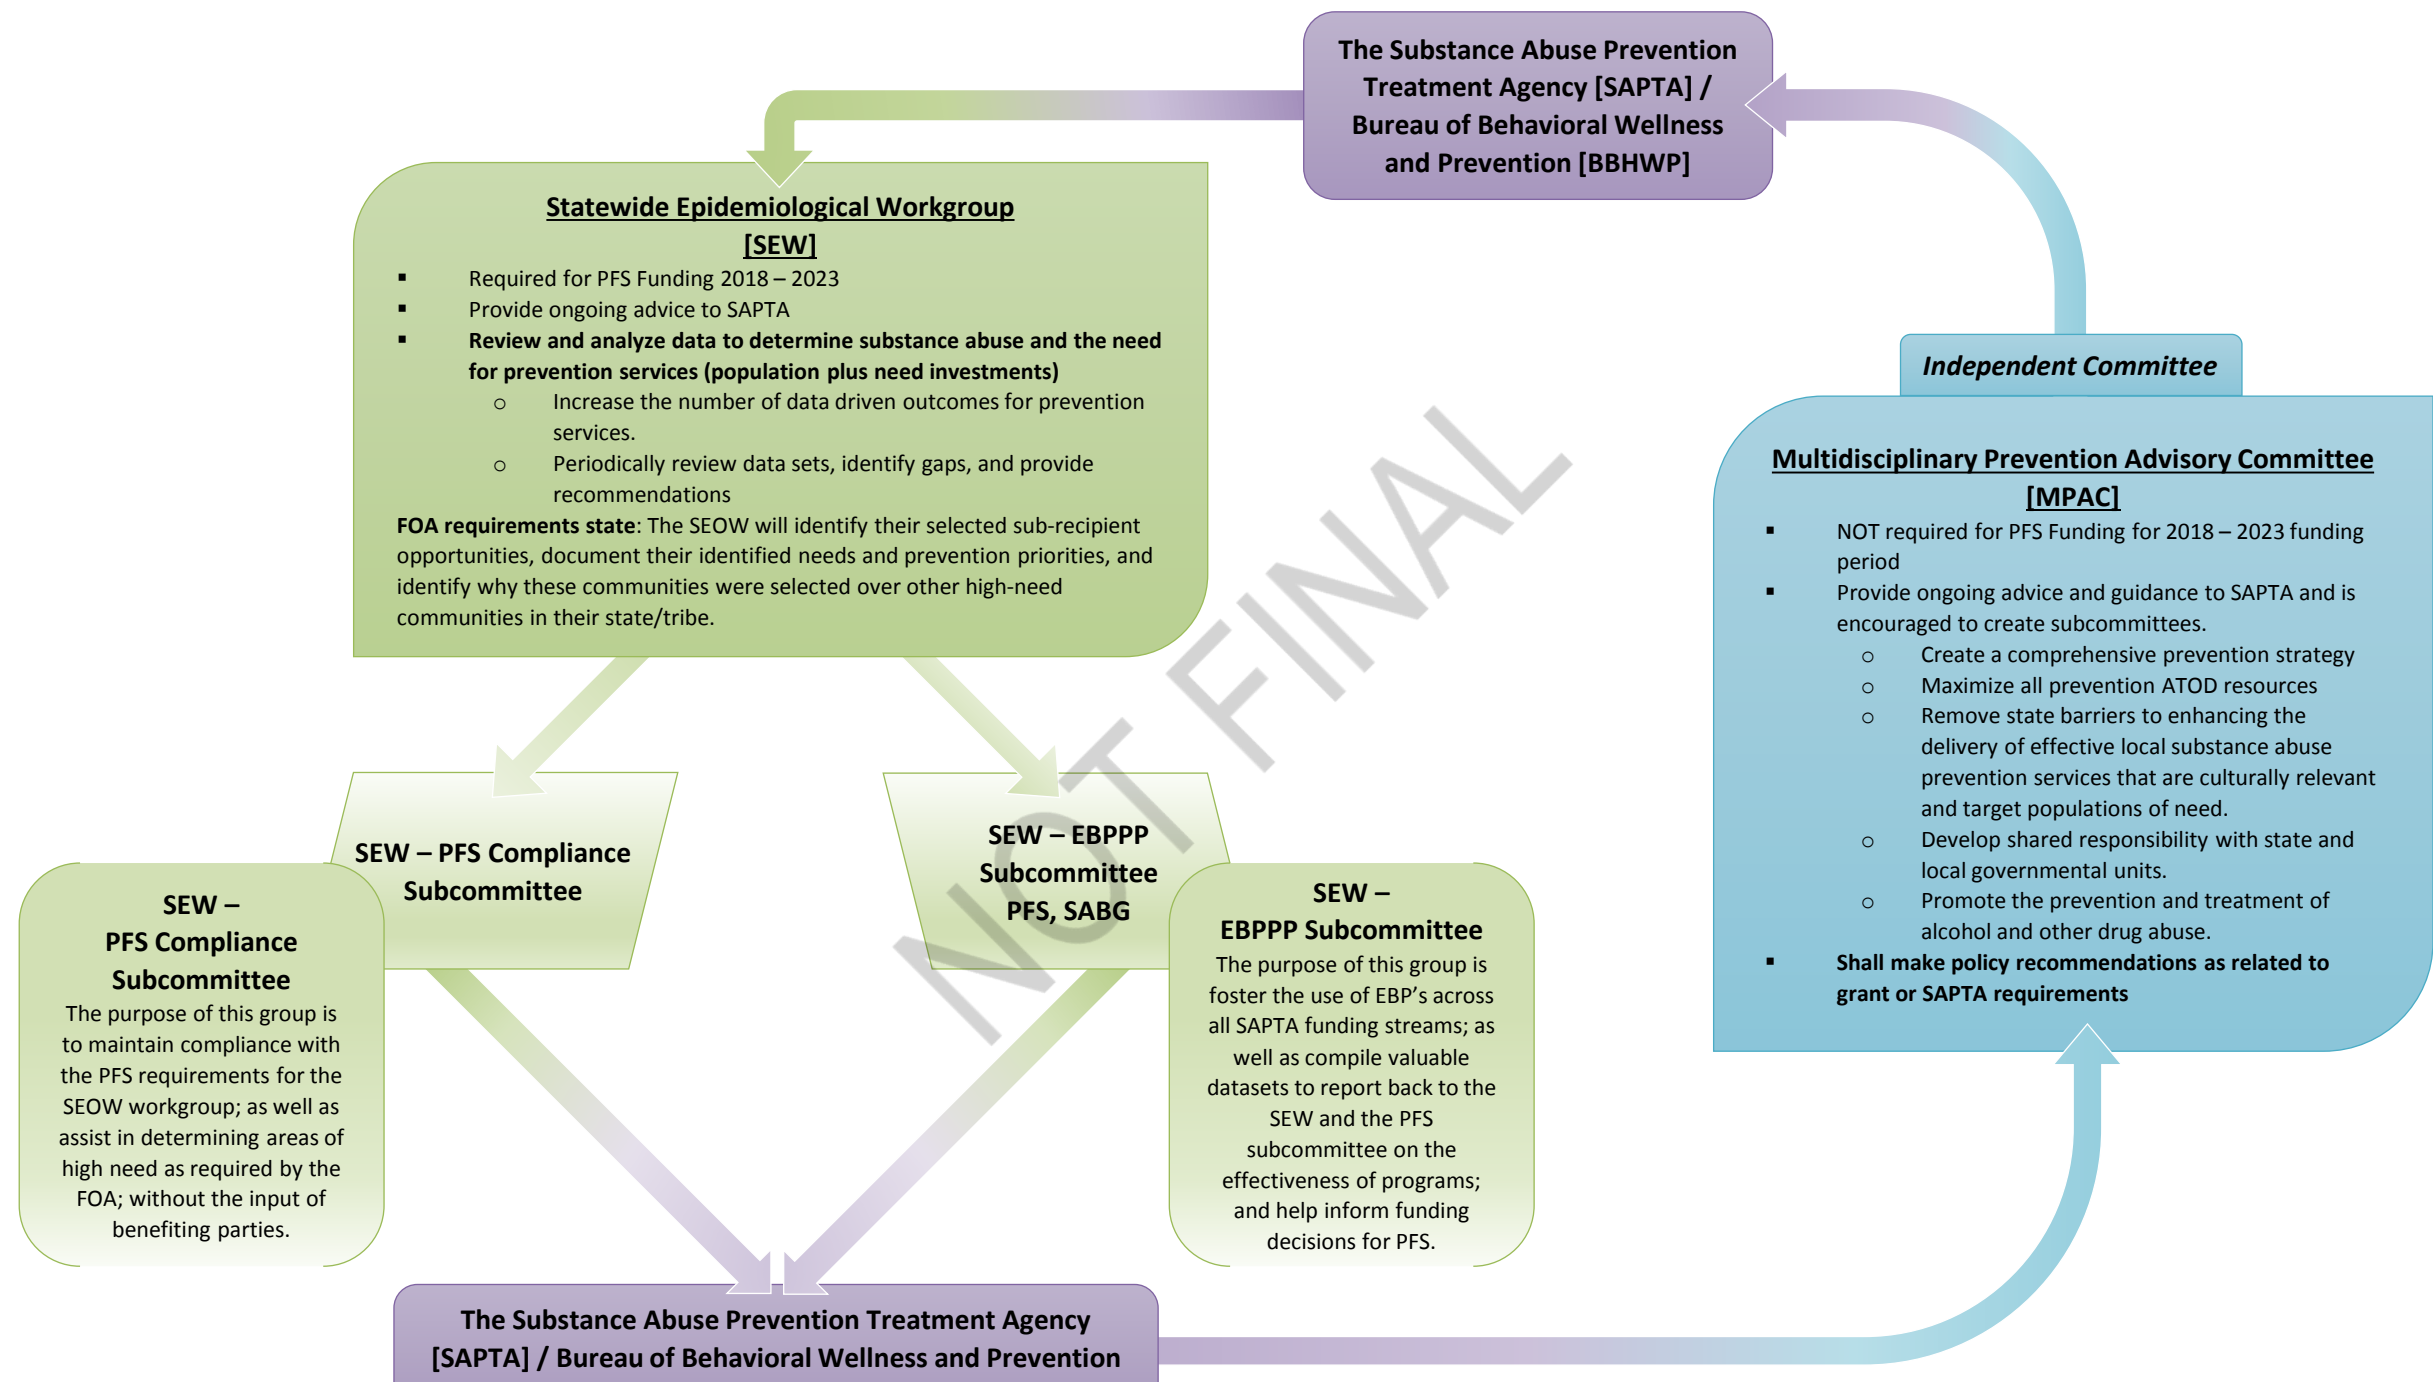 The Substance Abuse Prevention
Treatment Agency [SAPTA] /
Bureau of Behavioral Wellness
and Prevention [BBHWP]
Statewide Epidemiological Workgroup
[SEW]
▪ Required for PFS Funding 2018 – 2023
▪ Provide ongoing advice to SAPTA
▪ Review and analyze data to determine substance abuse and the need
for prevention services (population plus need investments)
o Increase the number of data driven outcomes for prevention
services.
o Periodically review data sets, identify gaps, and provide
recommendations
FOA requirements state: The SEOW will identify their selected sub-recipient
opportunities, document their identified needs and prevention priorities, and
identify why these communities were selected over other high-need
communities in their state/tribe.
Independent Committee
Multidisciplinary Prevention Advisory Committee
[MPAC]
▪ NOT required for PFS Funding for 2018 – 2023 funding
period
▪ Provide ongoing advice and guidance to SAPTA and is
encouraged to create subcommittees.
o Create a comprehensive prevention strategy
o Maximize all prevention ATOD resources
o Remove state barriers to enhancing the
delivery of effective local substance abuse
prevention services that are culturally relevant
and target populations of need.
o Develop shared responsibility with state and
local governmental units.
o Promote the prevention and treatment of
alcohol and other drug abuse.
▪ Shall make policy recommendations as related to
grant or SAPTA requirements
SEW – PFS Compliance
Subcommittee
SEW –
PFS Compliance
Subcommittee
The purpose of this group is
to maintain compliance with
the PFS requirements for the
SEOW workgroup; as well as
assist in determining areas of
high need as required by the
FOA; without the input of
benefiting parties.
SEW – EBPPP
Subcommittee
PFS, SABG
SEW –
EBPPP Subcommittee
The purpose of this group is
foster the use of EBP’s across
all SAPTA funding streams; as
well as compile valuable
datasets to report back to the
SEW and the PFS
subcommittee on the
effectiveness of programs;
and help inform funding
decisions for PFS.
The Substance Abuse Prevention Treatment Agency
[SAPTA] / Bureau of Behavioral Wellness and Prevention
NOT FINAL